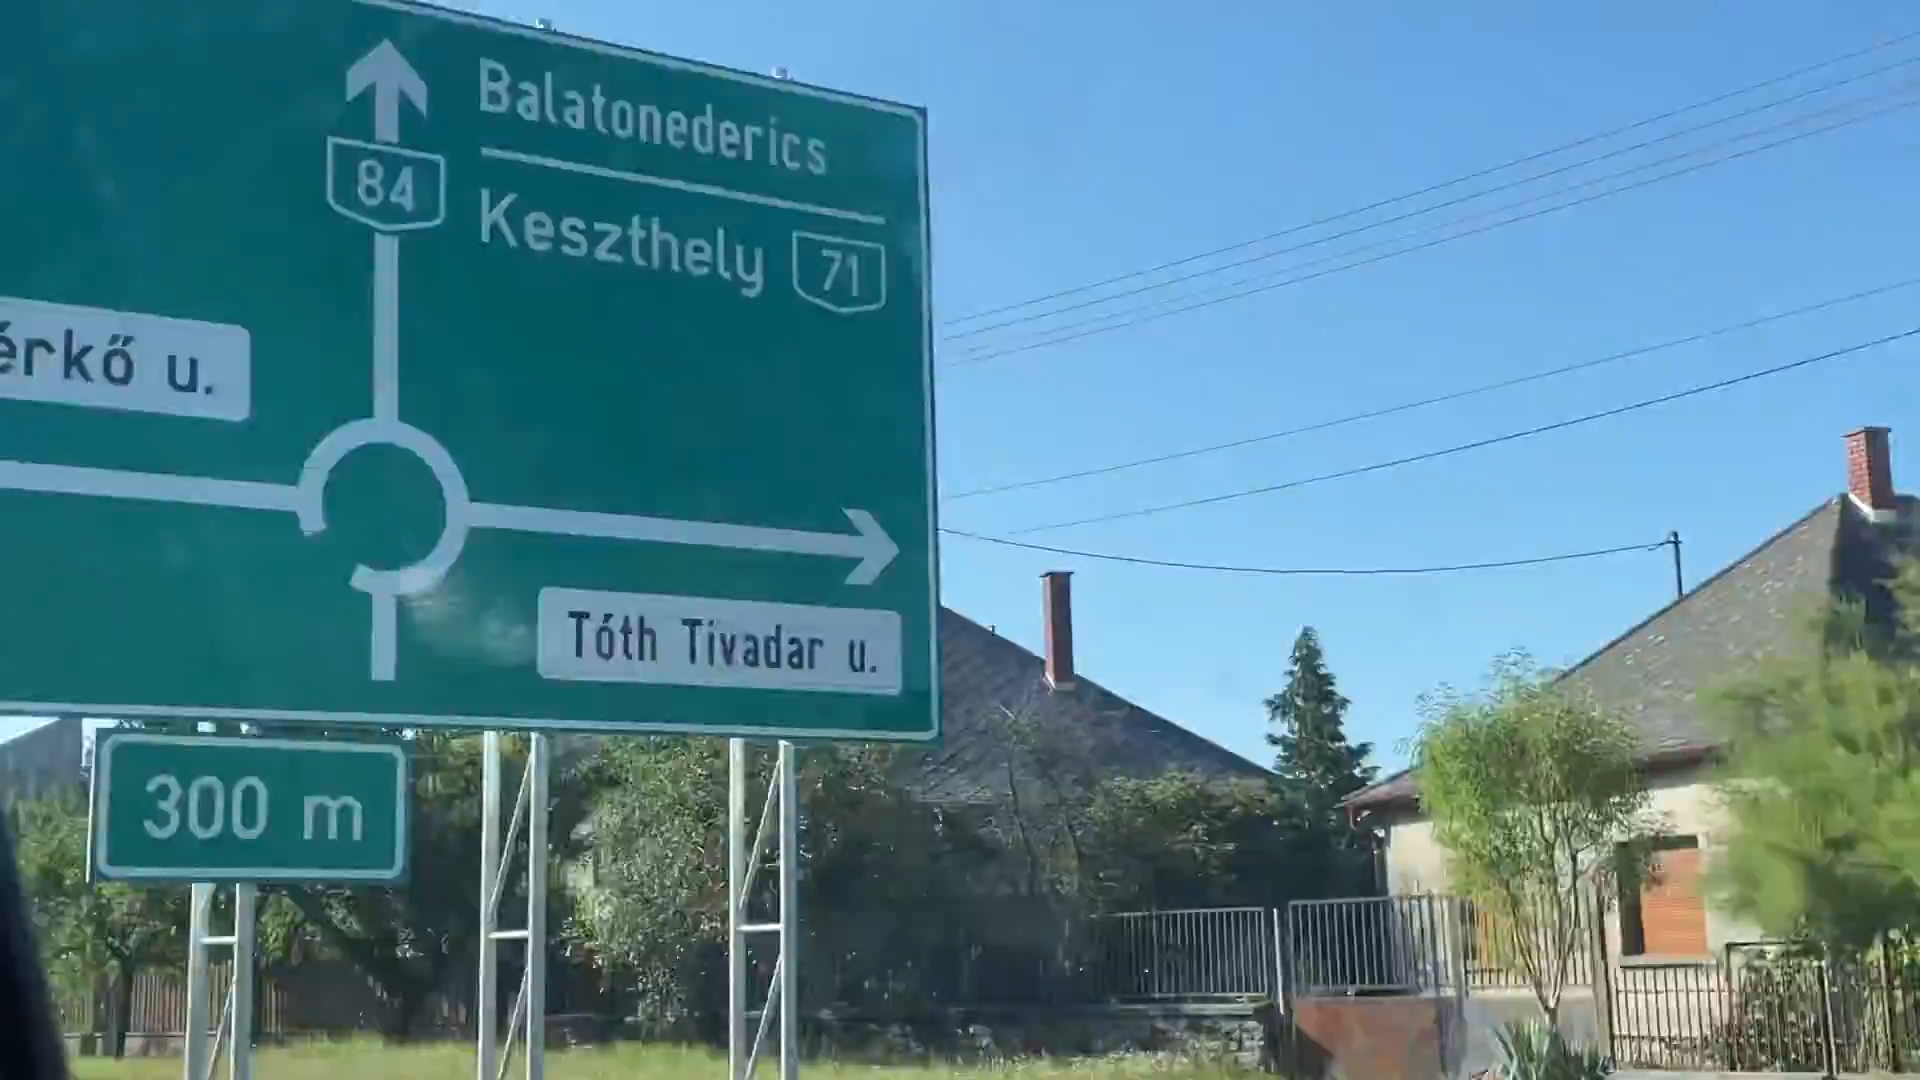 Balatonederics
84
Keszthely 71
érkő u.
Tóth Tivadar u.
300 m